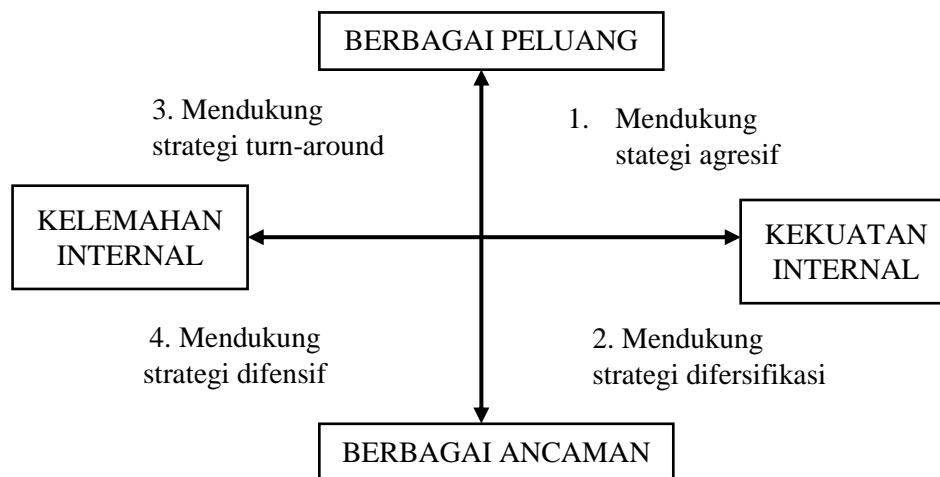 BERBAGAI PELUANG
3. Mendukung
strategi turn-around
1. Mendukung
stategi agresif
KELEMAHAN
INTERNAL
KEKUATAN
INTERNAL
4. Mendukung
strategi difensif
2. Mendukung
strategi difersifikasi
BERBAGAI ANCAMAN